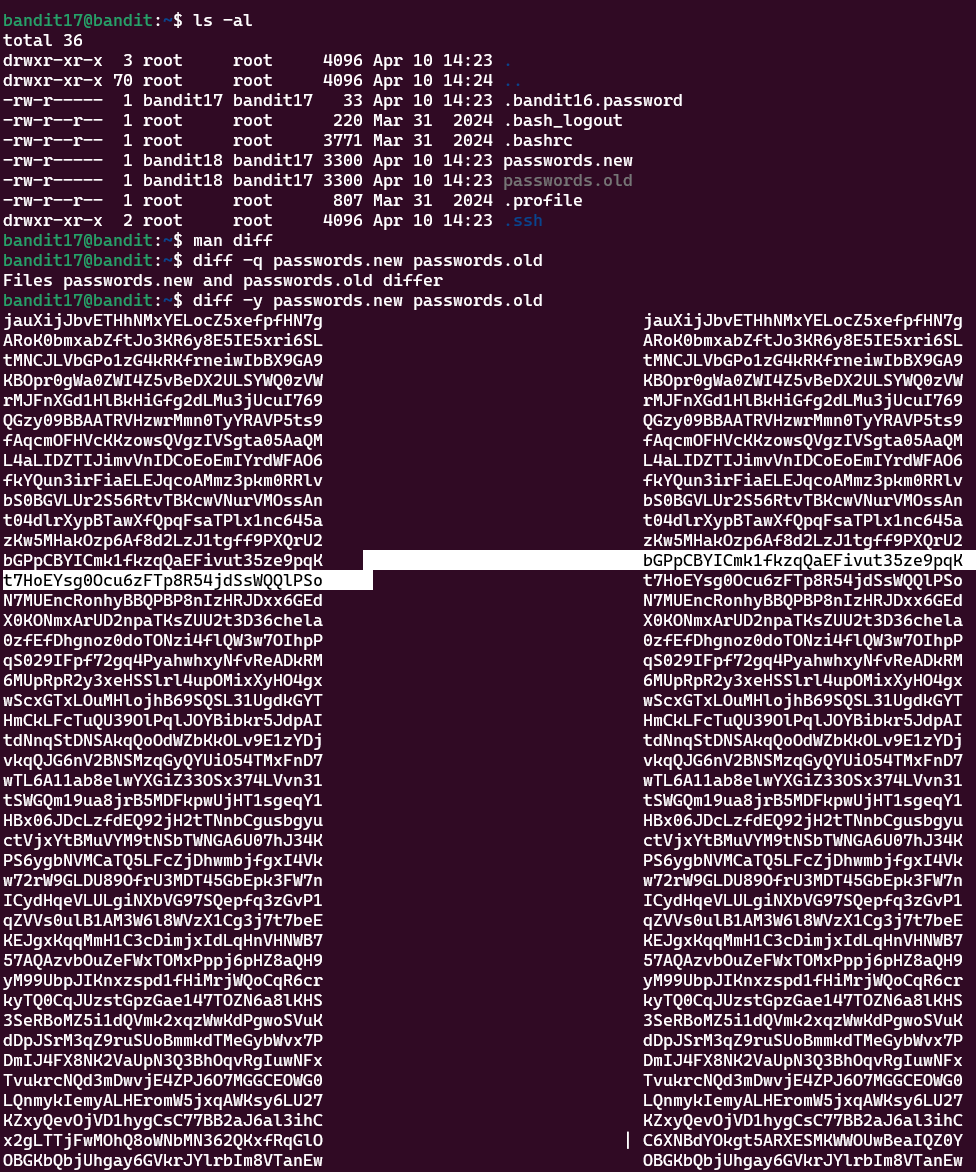 bandit17@bandit:~$ ls -al
total 36
drwxr-xr-x  3 root     root     4096 Apr 10 14:23 .
drwxr-xr-x 70 root     root     4096 Apr 10 14:24 ..
-rw-r-----  1 bandit17 bandit17   33 Apr 10 14:23 .bandit16.password
-rw-r--r--  1 root     root      220 Mar 31  2024 .bash_logout
-rw-r--r--  1 root     root     3771 Mar 31  2024 .bashrc
-rw-r-----  1 bandit18 bandit17 3300 Apr 10 14:23 passwords.new
-rw-r-----  1 bandit18 bandit17 3300 Apr 10 14:23 passwords.old
-rw-r--r--  1 root     root      807 Mar 31  2024 .profile
drwxr-xr-x  2 root     root     4096 Apr 10 14:23 .ssh
bandit17@bandit:~$ man diff
bandit17@bandit:~$ diff -q passwords.new passwords.old
Files passwords.new and passwords.old differ
bandit17@bandit:~$ diff -y passwords.new passwords.old
jauXijJbvETHhNMxYELocZ5xefpfHN7g jauXijJbvETHhNMxYELocZ5xefpfHN7g
ARoK0bmxabZftJo3KR6y8E5IE5xri6SL ARoK0bmxabZftJo3KR6y8E5IE5xri6SL
tMNCJLVbGPo1zG4kRKfrneiwIbBX9GA9 tMNCJLVbGPo1zG4kRKfrneiwIbBX9GA9
KBOpr0gWa0ZWI4Z5vBeDX2ULSYWQ0zVW KBOpr0gWa0ZWI4Z5vBeDX2ULSYWQ0zVW
rMJFnXGd1HlBkHiGfg2dLMu3jUcuI769 rMJFnXGd1HlBkHiGfg2dLMu3jUcuI769
QGzy09BBAATRVHzwrMmn0TyYRAVP5ts9 QGzy09BBAATRVHzwrMmn0TyYRAVP5ts9
fAqcmOFHVcKKzowsQVgzIVSgta05AaQM fAqcmOFHVcKKzowsQVgzIVSgta05AaQM
L4aLIDZTIJimvVnIDCoEoEmIYrdWFAO6 L4aLIDZTIJimvVnIDCoEoEmIYrdWFAO6
fkYQun3irFiaELEJqcoAMmz3pkm0RRlv fkYQun3irFiaELEJqcoAMmz3pkm0RRlv
bS0BGVLUr2S56RtvTBKcwVNurVMOssAn bS0BGVLUr2S56RtvTBKcwVNurVMOssAn
t04dlrXypBTawXfQpqFsaTPlx1nc645a t04dlrXypBTawXfQpqFsaTPlx1nc645a
zKw5MHakOzp6Af8d2LzJ1tgff9PXQrU2 zKw5MHakOzp6Af8d2LzJ1tgff9PXQrU2
bGPpCBYICmk1fkzqQaEFivut35ze9pqK bGPpCBYICmk1fkzqQaEFivut35ze9pqK
t7HoEYsg0Ocu6zFTp8R54jdSsWQQlPSo t7HoEYsg0Ocu6zFTp8R54jdSsWQQlPSo
N7MUEncRonhyBBQPBP8nIzHRJDxx6GEd N7MUEncRonhyBBQPBP8nIzHRJDxx6GEd
X0KONmxArUD2npaTKsZUU2t3D36chela X0KONmxArUD2npaTKsZUU2t3D36chela
0zfEfDhgnoz0doTONzi4flQW3w7OIhpP 0zfEfDhgnoz0doTONzi4flQW3w7OIhpP
qS029IFpf72gq4PyahwhxyNfvReADkRM qS029IFpf72gq4PyahwhxyNfvReADkRM
6MUpRpR2y3xeHSSlrl4upOMixXyHO4gx 6MUpRpR2y3xeHSSlrl4upOMixXyHO4gx
wScxGTxLOuMHlojhB69SQSL31UgdkGYT wScxGTxLOuMHlojhB69SQSL31UgdkGYT
HmCkLFcTuQU39OlPqlJOYBibkr5JdpAI HmCkLFcTuQU39OlPqlJOYBibkr5JdpAI
tdNnqStDNSAkqQoOdWZbKkOLv9E1zYDj tdNnqStDNSAkqQoOdWZbKkOLv9E1zYDj
vkqQJG6nV2BNSMzqGyQYUiO54TMxFnD7 vkqQJG6nV2BNSMzqGyQYUiO54TMxFnD7
wTL6A11ab8elwYXGiZ33OSx374LVvn31 wTL6A11ab8elwYXGiZ33OSx374LVvn31
tSWGQm19ua8jrB5MDFkpwUjHT1sgeqY1 tSWGQm19ua8jrB5MDFkpwUjHT1sgeqY1
HBx06JDcLzfdEQ92jH2tTNnbCgusbgyu HBx06JDcLzfdEQ92jH2tTNnbCgusbgyu
ctVjxYtBMuVYM9tNSbTWNGA6U07hJ34K ctVjxYtBMuVYM9tNSbTWNGA6U07hJ34K
PS6ygbNVMCaTQ5LFcZjDhwmbjfgxI4Vk PS6ygbNVMCaTQ5LFcZjDhwmbjfgxI4Vk
w72rW9GLDU89OfrU3MDT45GbEpk3FW7n w72rW9GLDU89OfrU3MDT45GbEpk3FW7n
ICydHqeVLULgiNXbVG97SQepfq3zGvP1 ICydHqeVLULgiNXbVG97SQepfq3zGvP1
qZVVs0ulB1AM3W6l8WVzX1Cg3j7t7beE qZVVs0ulB1AM3W6l8WVzX1Cg3j7t7beE
KEJgxKqqMmH1C3cDimjxIdLqHnVHNWB7 KEJgxKqqMmH1C3cDimjxIdLqHnVHNWB7
57AQAzvbOuZeFWxTOMxPppj6pHZ8aQH9 57AQAzvbOuZeFWxTOMxPppj6pHZ8aQH9
yM99UbpJIKnxzspd1fHiMrjWQoCqR6cr yM99UbpJIKnxzspd1fHiMrjWQoCqR6cr
kyTQ0CqJUzstGpzGae147TOZN6a8lKHS kyTQ0CqJUzstGpzGae147TOZN6a8lKHS
3SeRBoMZ5i1dQVmk2xqzWwKdPgwoSVuK 3SeRBoMZ5i1dQVmk2xqzWwKdPgwoSVuK
dDpJSrM3qZ9ruSUoBmmkdTMeGybWvx7P dDpJSrM3qZ9ruSUoBmmkdTMeGybWvx7P
DmIJ4FX8NK2VaUpN3Q3BhOqvRgIuwNFx DmIJ4FX8NK2VaUpN3Q3BhOqvRgIuwNFx
TvukrcNQd3mDwvjE4ZPJ6O7MGGCEOWG0 TvukrcNQd3mDwvjE4ZPJ6O7MGGCEOWG0
LQnmykIemyALHEromW5jxqAWKsy6LU27 LQnmykIemyALHEromW5jxqAWKsy6LU27
KZxyQevOjVD1hygCsC77BB2aJ6al3ihC KZxyQevOjVD1hygCsC77BB2aJ6al3ihC
x2gLTTjFwMOhQ8oWNbMN362QKxfRqGlO | C6XNBdYOkgt5ARXESMKWWOUwBeaIQZ0Y
OBGKbQbjUhgay6GVkrJYlrbIm8VTanEw OBGKbQbjUhgay6GVkrJYlrbIm8VTanEw